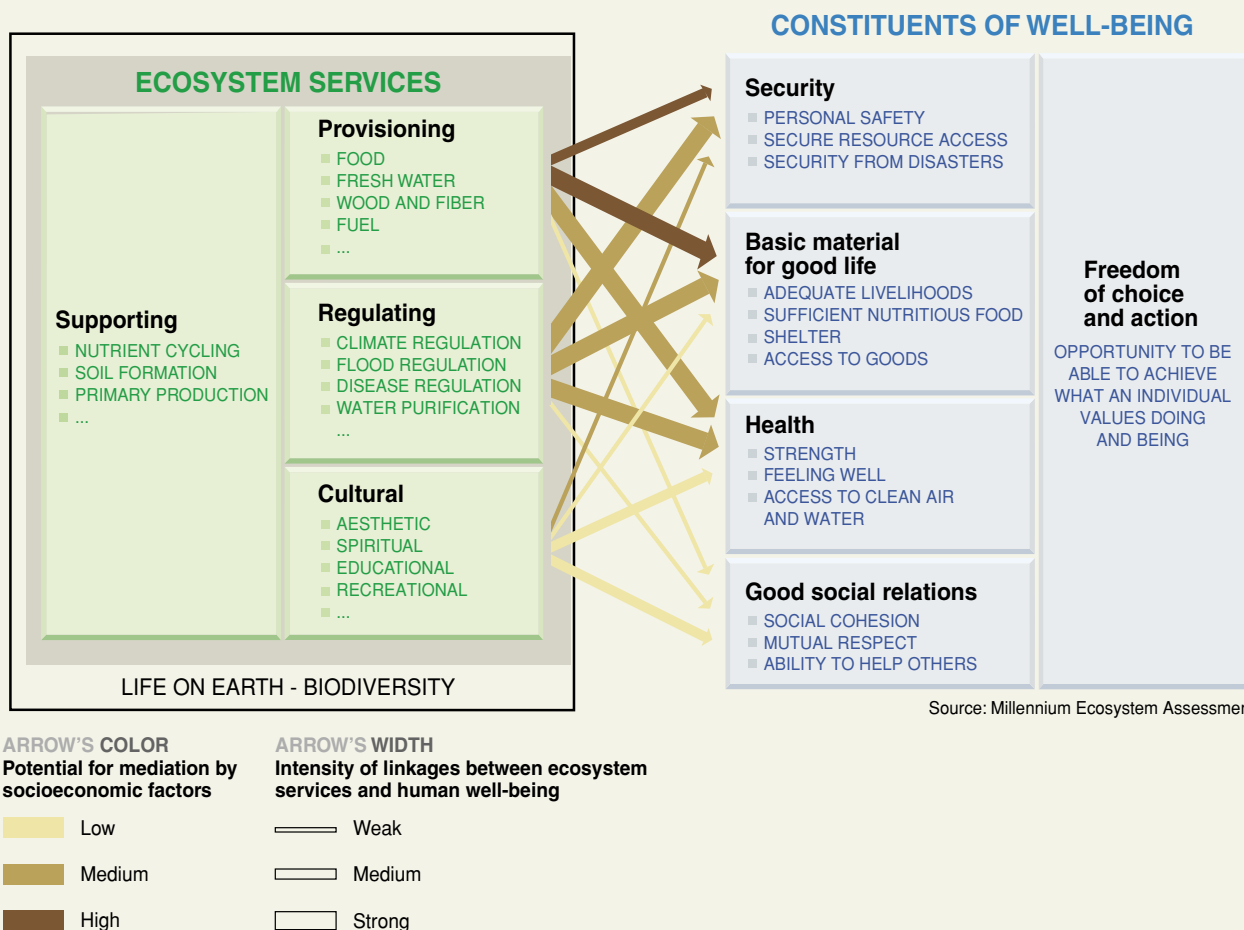 CONSTITUENTS OF WELL-BEING
ECOSYSTEM SERVICES
Supporting
NUTRIENT CYCLING
SOIL FORMATION
PRIMARY PRODUCTION
...
Provisioning
FOOD
FRESH WATER
WOOD AND FIBER
FUEL
...
Regulating
CLIMATE REGULATION
FLOOD REGULATION
DISEASE REGULATION
WATER PURIFICATION
...
Cultural
AESTHETIC
SPIRITUAL
EDUCATIONAL
RECREATIONAL
...
LIFE ON EARTH - BIODIVERSITY
Security
PERSONAL SAFETY
SECURE RESOURCE ACCESS
SECURITY FROM DISASTERS
Basic material
for good life
ADEQUATE LIVELIHOODS
SUFFICIENT NUTRITIOUS FOOD
SHELTER
ACCESS TO GOODS
Health
STRENGTH
FEELING WELL
ACCESS TO CLEAN AIR
AND WATER
Good social relations
SOCIAL COHESION
MUTUAL RESPECT
ABILITY TO HELP OTHERS
Freedom
of choice
and action
OPPORTUNITY TO BE
ABLE TO ACHIEVE
WHAT AN INDIVIDUAL
VALUES DOING
AND BEING
Source: Millennium Ecosystem Assessmen
ARROW'S COLOR
Potential for mediation by
socioeconomic factors
Low
Medium
High
ARROW'S WIDTH
Intensity of linkages between ecosystem
services and human well-being
Weak
Medium
Strong